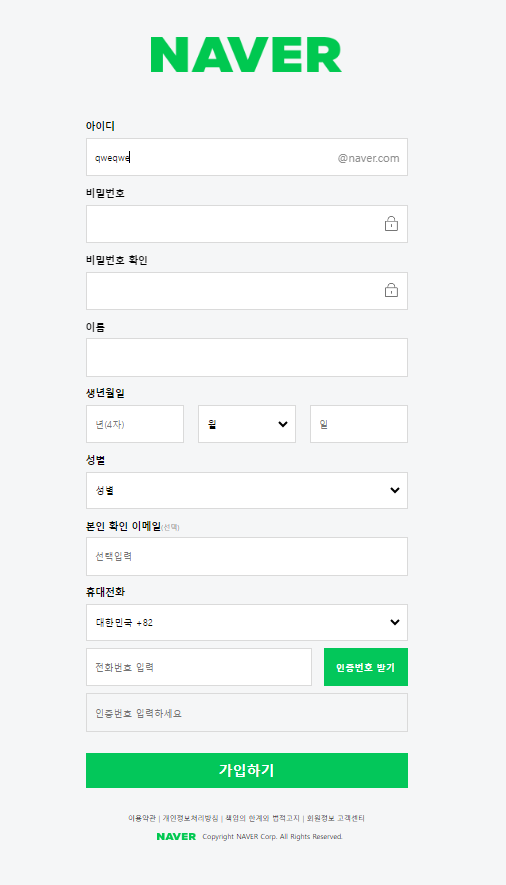 NAVER
아이디
qweqwe @naver.com
비밀번호
비밀번호 확인
이름
생년월일
년(4자) 월 일
성별
성별
본인 확인 이메일(선택)
선택입력
휴대전화
대한민국 +82
전화번호 입력 인증번호 받기
인증번호 입력하세요
가입하기
이용약관 | 개인정보처리방침 | 책임의 한계와 법적고지 | 회원정보 고객센터
NAVER Copyright NAVER Corp. All Rights Reserved.